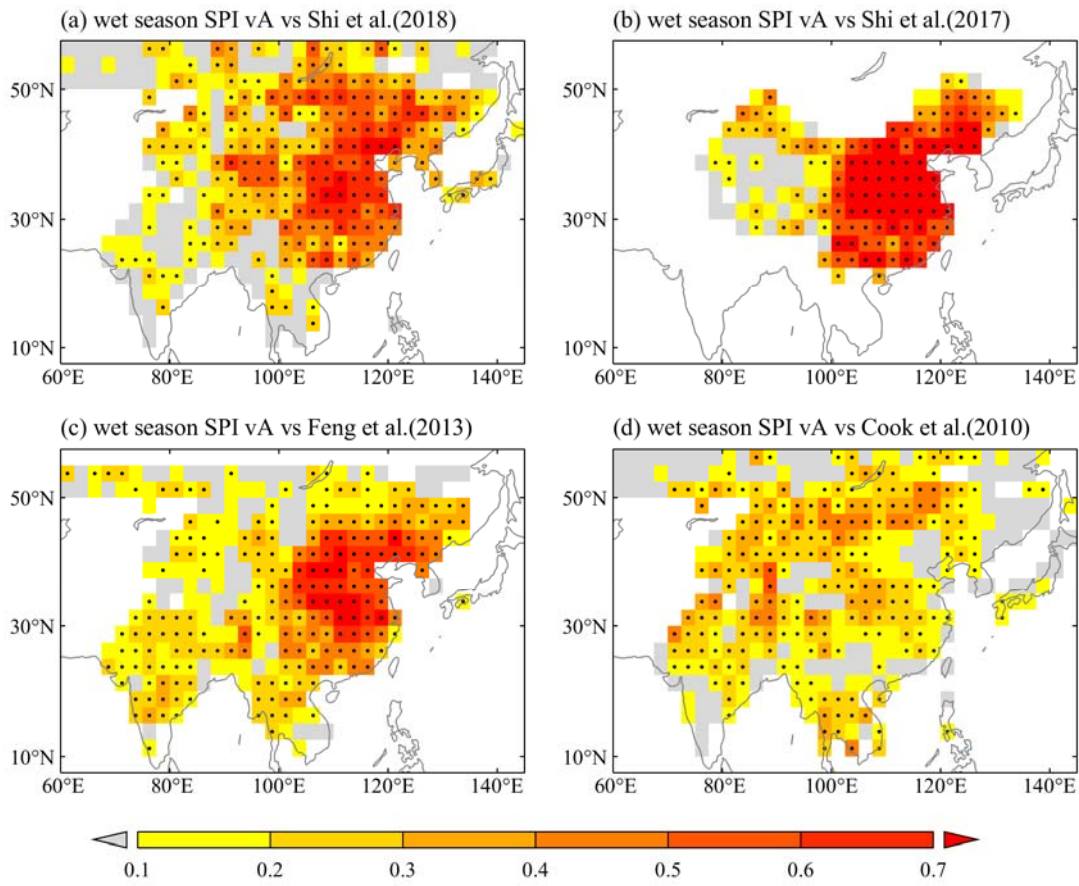 (a) wet season SPI vA vs Shi et al.(2018)
(b) wet season SPI vA vs Shi et al.(2017)
50°N
30°N
10°N
60°E 80°E 100°E 120°E 140°E
50°N
30°N
10°N
60°E 80°E 100°E 120°E 140°E
(c) wet season SPI vA vs Feng et al.(2013)
(d) wet season SPI vA vs Cook et al.(2010)
50°N
30°N
10°N
60°E 80°E 100°E 120°E 140°E
50°N
30°N
10°N
60°E 80°E 100°E 120°E 140°E
0.1 0.2 0.3 0.4 0.5 0.6 0.7